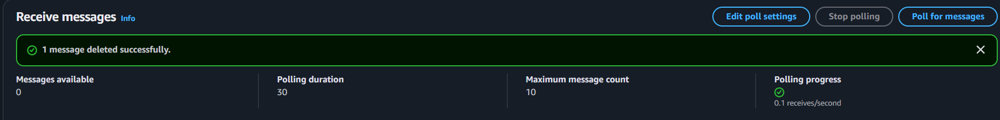 Receive messages Info
Edit poll settings
Stop polling
Poll for messages
1 message deleted successfully.
Messages available
0
Polling duration
30
Maximum message count
10
Polling progress
0.1 receives/second